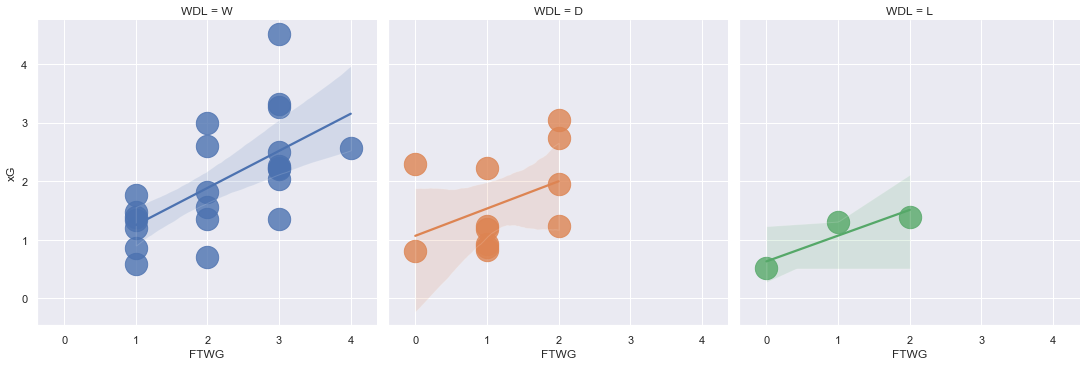 WDL = W
WDL = D
WDL = L
xG
4
3
2
1
0
0 1 2 3 4
0 1 2 3 4
0 1 2 3 4
FTWG
FTWG
FTWG